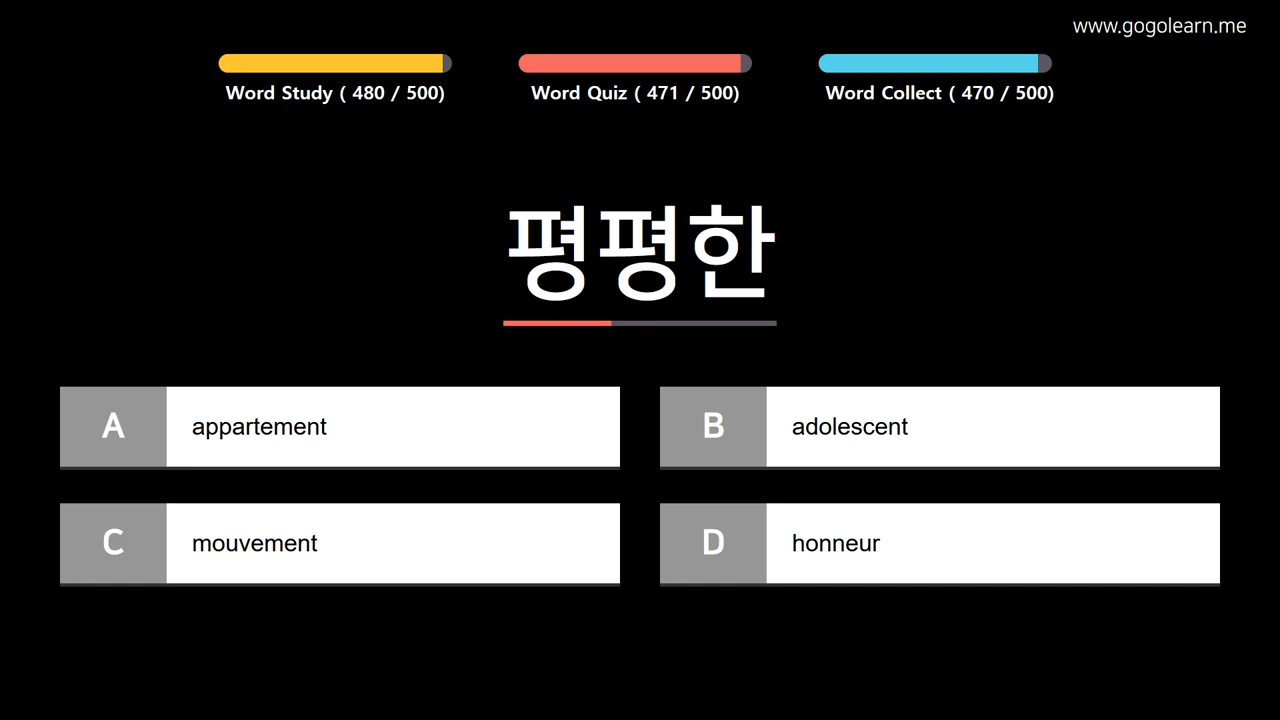 www.gogolearn.me
Word Study ( 480 / 500)
Word Quiz ( 471 / 500)
Word Collect ( 470 / 500)
평평한
A appartement
B adolescent
C mouvement
D honneur